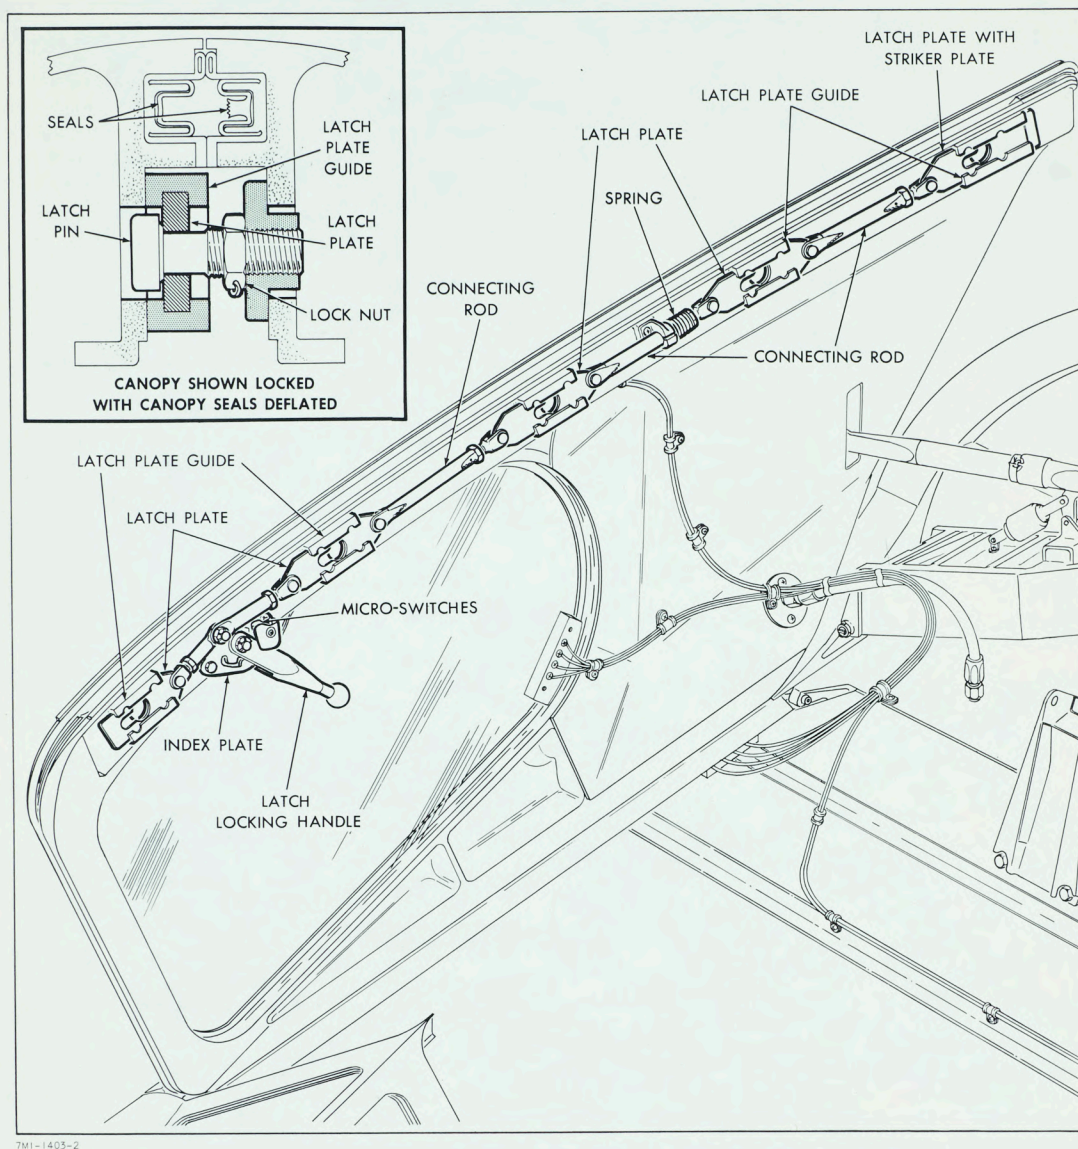 SEALS
LATCH
PLATE
GUIDE
LATCH
PIN
LATCH
PLATE
LOCK NUT
CANOPY SHOWN LOCKED
WITH CANOPY SEALS DEFLATED
LATCH PLATE WITH
STRIKER PLATE
LATCH PLATE GUIDE
LATCH PLATE
SPRING
CONNECTING
ROD
CONNECTING ROD
LATCH PLATE GUIDE
LATCH PLATE
MICRO-SWITCHES
INDEX PLATE
LATCH
LOCKING HANDLE
7M1-1403-2